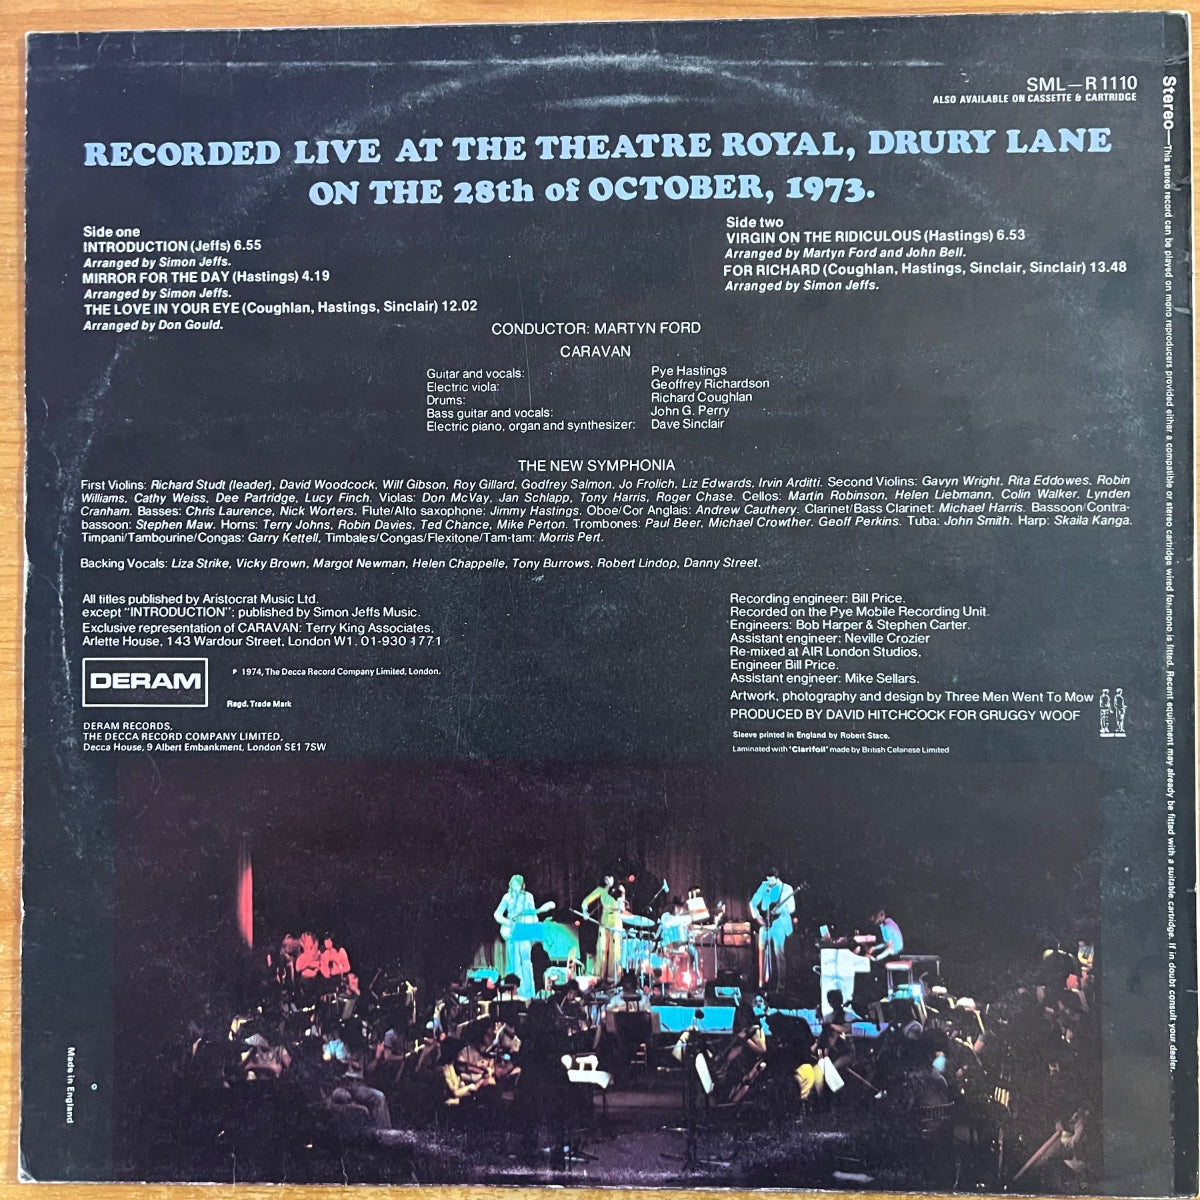 SML—R1110
ALSO AVAILABLE ON CASSETTE & CARTRIDGE
RECORDED LIVE AT THE THEATRE ROYAL, DRURY LANE
ON THE 28th of OCTOBER, 1973.
Side one
INTRODUCTION (Jeffs) 6.55
Arranged by Simon Jeffs.
MIRROR FOR THE DAY (Hastings) 4.19
Arranged by Simon Jeffs.
THE LOVE IN YOUR EYE (Coughlan, Hastings, Sinclair) 12.02
Arranged by Don Gould.
Side two
VIRGIN ON THE RIDICULOUS (Hastings) 6.53
Arranged by Martyn Ford and John Bell.
FOR RICHARD (Coughlan, Hastings, Sinclair, Sinclair) 13.48
Arranged by Simon Jeffs.
CONDUCTOR: MARTYN FORD
CARAVAN
Guitar and vocals: Pye Hastings
Electric viola: Geoffrey Richardson
Drums: Richard Coughlan
Bass guitar and vocals: John G. Perry
Electric piano, organ and synthesizer: Dave Sinclair
THE NEW SYMPHONIA
First Violins: Richard Studt (leader), David Woodcock, Wilf Gibson, Roy Gillard, Godfrey Salmon, Jo Frolich, Liz Edwards, Irvin Arditti. Second Violins: Gavyn Wright, Rita Eddowes, Robin
Williams, Cathy Weiss, Dee Partridge, Lucy Finch. Violas: Don McVay, Jan Schlapp, Tony Harris, Roger Chase. Cellos: Martin Robinson, Helen Liebmann, Colin Walker, Lynden
Cranham. Basses: Chris Laurence, Nick Worters. Flute/Alto saxophone: Jimmy Hastings. Oboe/Cor Anglais: Andrew Cauthery. Clarinet/Bass Clarinet: Michael Harris. Bassoon/Contra-
bassoon: Stephen Maw. Horns: Terry Johns, Robin Davies, Ted Chance, Mike Perton. Trombones: Paul Beer, Michael Crowther, Geoff Perkins. Tuba: John Smith. Harp: Skaila Kanga.
Timpani/Tambourine/Congas: Garry Kettell, Timbales/Congas/Flexitone/Tam-tam: Morris Pert.
Backing Vocals: Liza Strike, Vicky Brown, Margot Newman, Helen Chappelle, Tony Burrows, Robert Lindop, Danny Street.
All titles published by Aristocrat Music Ltd.
except "INTRODUCTION"; published by Simon Jeffs Music.
Exclusive representation of CARAVAN: Terry King Associates,
Arlette House, 143 Wardour Street, London W1. 01-930 1771
DERAM
℗ 1974, The Decca Record Company Limited, London.
Regd. Trade Mark
DERAM RECORDS,
THE DECCA RECORD COMPANY LIMITED,
Decca House, 9 Albert Embankment, London SE1 7SW
Recording engineer: Bill Price.
Recorded on the Pye Mobile Recording Unit.
Engineers: Bob Harper & Stephen Carter.
Assistant engineer: Neville Crozier
Re-mixed at AIR London Studios,
Engineer Bill Price.
Assistant engineer: Mike Sellars.
Artwork, photography and design by Three Men Went To Mow
PRODUCED BY DAVID HITCHCOCK FOR GRUGGY WOOF
Sleeve printed in England by Robert Stace.
Laminated with 'Clarifoil' made by British Celanese Limited
Stereo—This stereo record can be played on mono reproducers provided either a compatible or stereo cartridge wired for mono is fitted. Recent equipment may already be fitted with a suitable cartridge. If in doubt consult your dealer.
Made in England